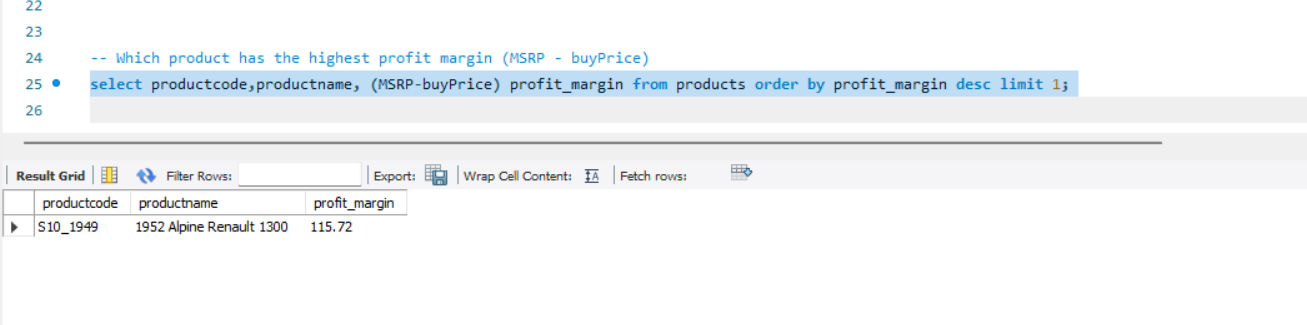 22
23
24 -- Which product has the highest profit margin (MSRP - buyPrice)
25 select productcode,productname, (MSRP-buyPrice) profit_margin from products order by profit_margin desc limit 1;
26
Result Grid Filter Rows: Export: Wrap Cell Content: IA Fetch rows:
productcode productname profit_margin
S10_1949 1952 Alpine Renault 1300 115.72